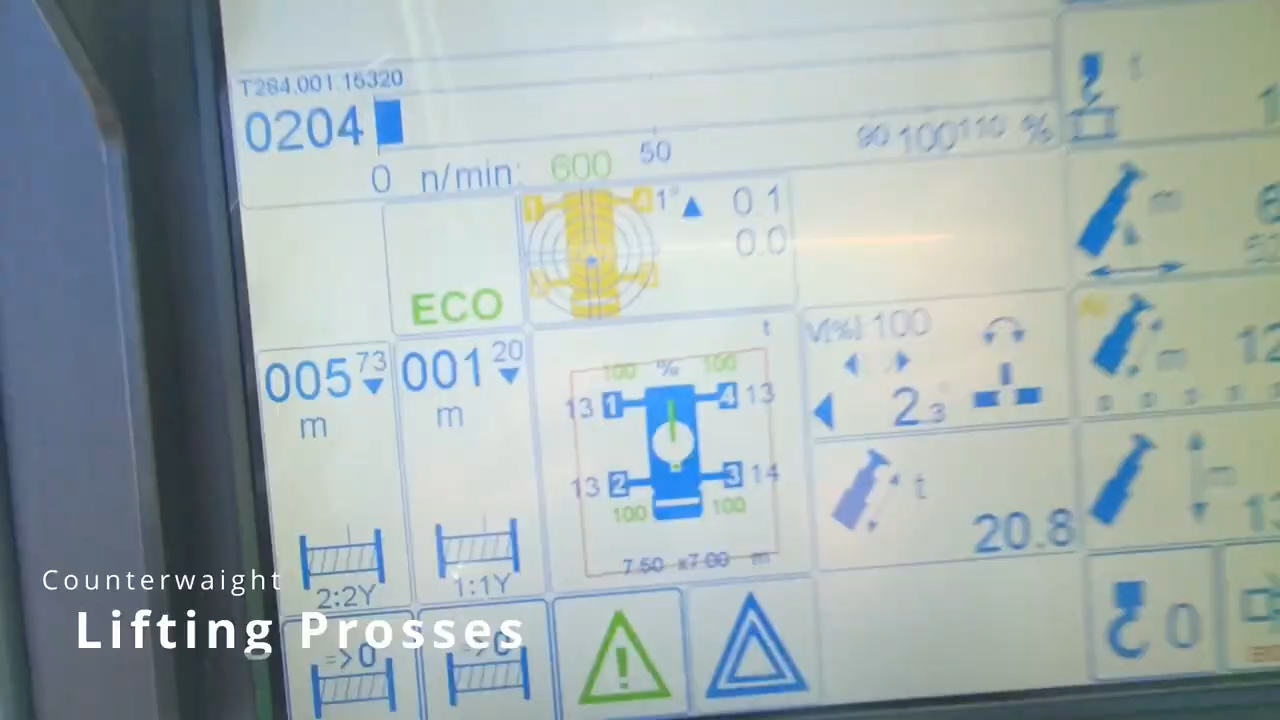 T284.001.15320
0204
0 n/min: 600 50 90 100 110 %
1° 0.1
0.0
ECO
005 73
m
001 20
m
t
100 % 100
13 1 4 13
13 2 3 14
100 100
7.50 x7.00 m
V[%] 100
2.3
t
20.8
t
m
m
m
0
2:2Y
1:1Y
=>0
=>0
!
Counterwaight
Lifting Prosses